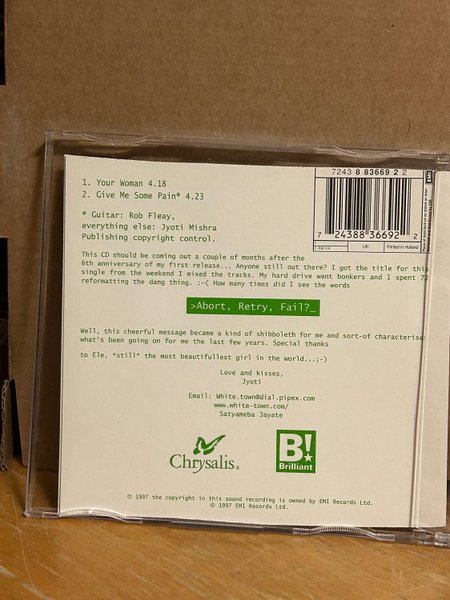 7243 8 83669 2 2
7 24388 36692 2
UK
Printed in Holland
1. Your Woman 4.18
2. Give Me Some Pain® 4.23
® Guitar: Rob Fleay,
everything else: Jyoti Mishra
Publishing copyright control.
This CD should be coming out a couple of months after the
6th anniversary of my first release... Anyone still out there? I got the title for this
single from the weekend I mixed the tracks. My hard drive went bonkers and I spent 72
reformatting the dang thing. :-( How many times did I see the words
>Abort, Retry, Fail?_
Well, this cheerful message became a kind of shibboleth for me and sort-of characterise
what's been going on for me the last few years. Special thanks
to Ele, *still* the most beautifullest girl in the world...;-)
Love and kisses,
Jyoti
Email: White.town@dial.pipex.com
www.white-town.com/
Satyameba Jayate
Chrysalis®
B!
Brilliant
℗ 1997 the copyright in this sound recording is owned by EMI Records Ltd.
© 1997 EMI Records Ltd.